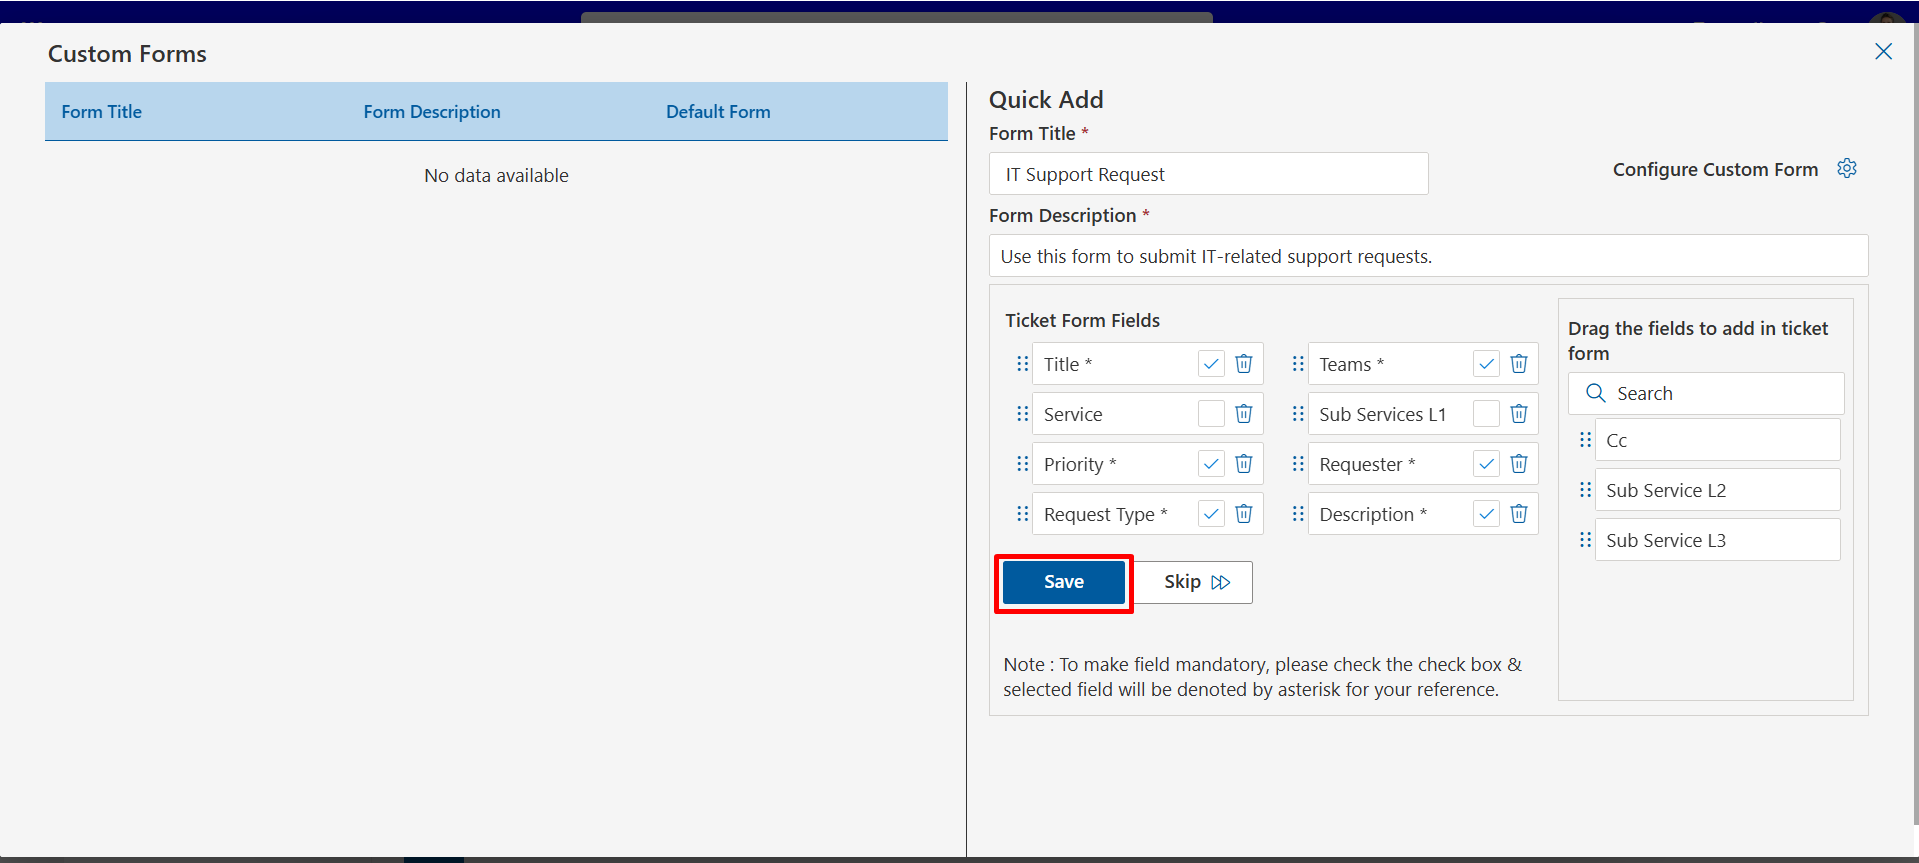 Custom Forms
Form Title Form Description Default Form
No data available
Quick Add
Form Title *
IT Support Request
Configure Custom Form
Form Description *
Use this form to submit IT-related support requests.
Ticket Form Fields
Title *
Teams *
Service
Sub Services L1
Priority *
Requester *
Request Type *
Description *
Save
Skip
Note : To make field mandatory, please check the check box &
selected field will be denoted by asterisk for your reference.
Drag the fields to add in ticket
form
Search
Cc
Sub Service L2
Sub Service L3